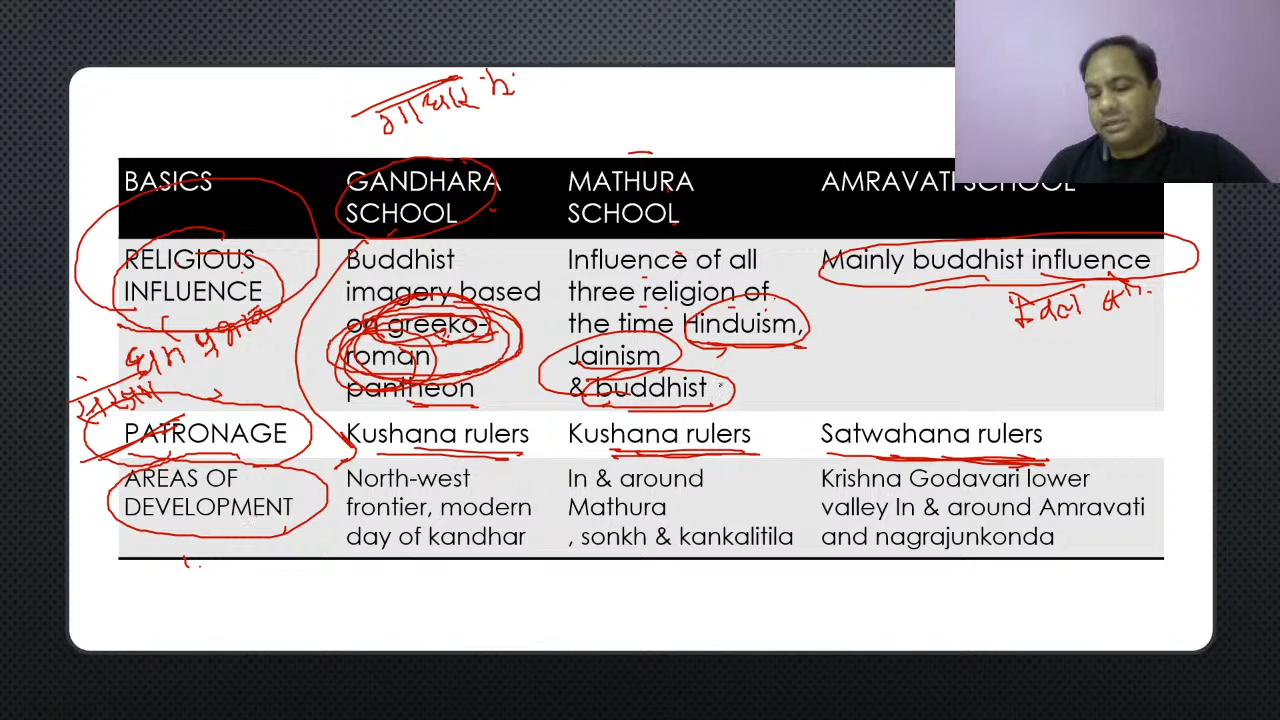 BASICS
GANDHARA SCHOOL
MATHURA SCHOOL
AMRAVATI SCHOOL
RELIGIOUS INFLUENCE
Buddhist
imagery based
on greeko-
roman
pantheon
Influence of all
three religion of
the time Hinduism,
Jainism
& buddhist
Mainly buddhist influence
PATRONAGE
Kushana rulers
Kushana rulers
Satwahana rulers
AREAS OF
DEVELOPMENT
North-west
frontier, modern
day of kandhar
In & around
Mathura
, sonkh & kankalitila
Krishna Godavari lower
valley In & around Amravati
and nagrajunkonda